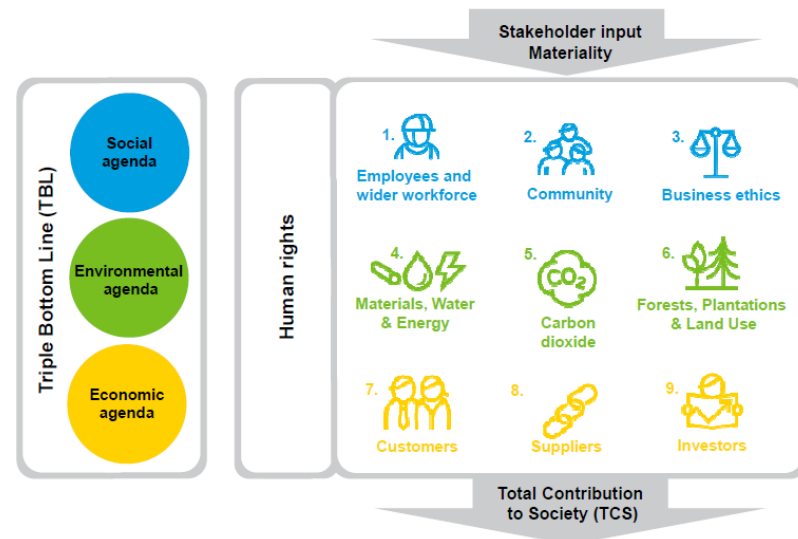 Stakeholder input
Materiality
Triple Bottom Line (TBL)
Social
agenda
Environmental
agenda
Economic
agenda
Human rights
1.
Employees and
wider workforce
2.
Community
3.
Business ethics
4.
Materials, Water
& Energy
5.
CO2
Carbon
dioxide
6.
Forests, Plantations
& Land Use
7.
Customers
8.
Suppliers
9.
Investors
Total Contribution
to Society (TCS)